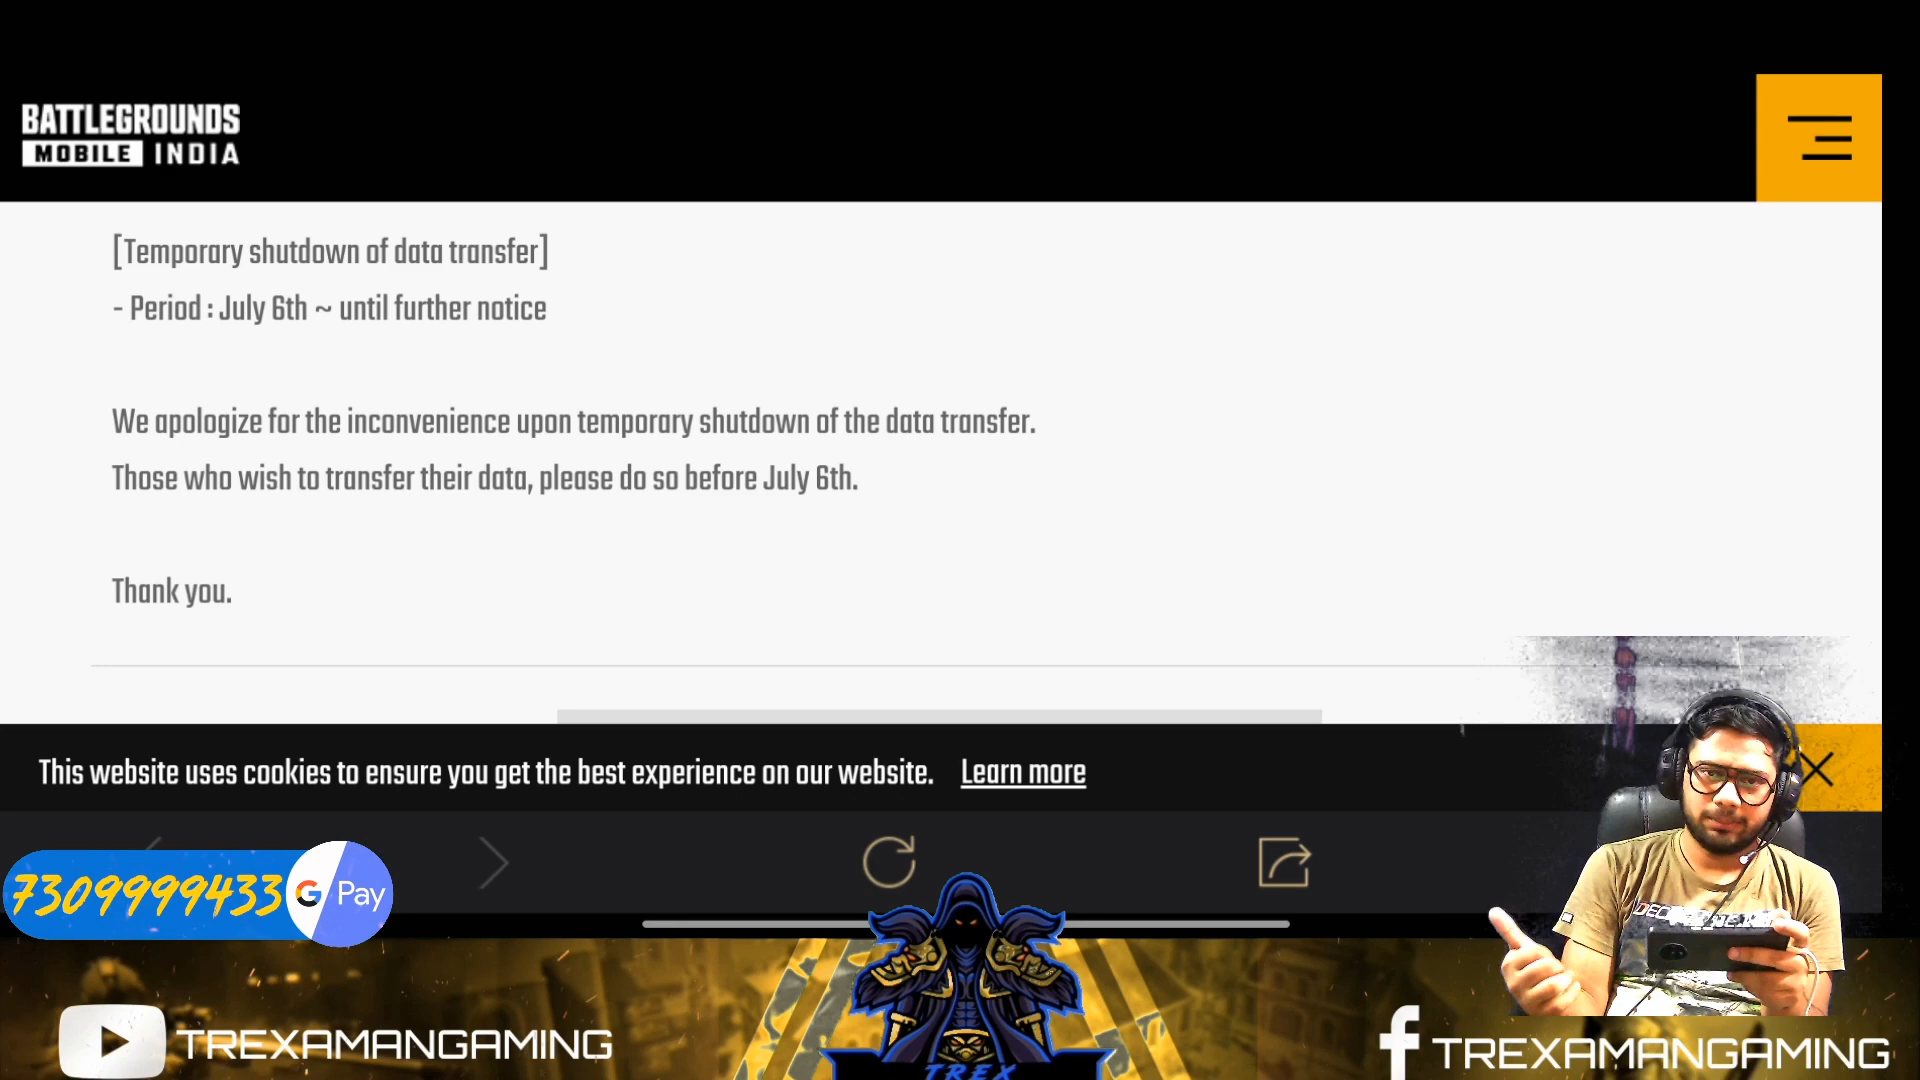 BATTLEGROUNDS
MOBILE INDIA
[Temporary shutdown of data transfer]
- Period : July 6th ~ until further notice
We apologize for the inconvenience upon temporary shutdown of the data transfer.
Those who wish to transfer their data, please do so before July 6th.
Thank you.
This website uses cookies to ensure you get the best experience on our website. Learn more
7309999433 G Pay
TREXAMANGAMING
TREX
f TREXAMANGAMING